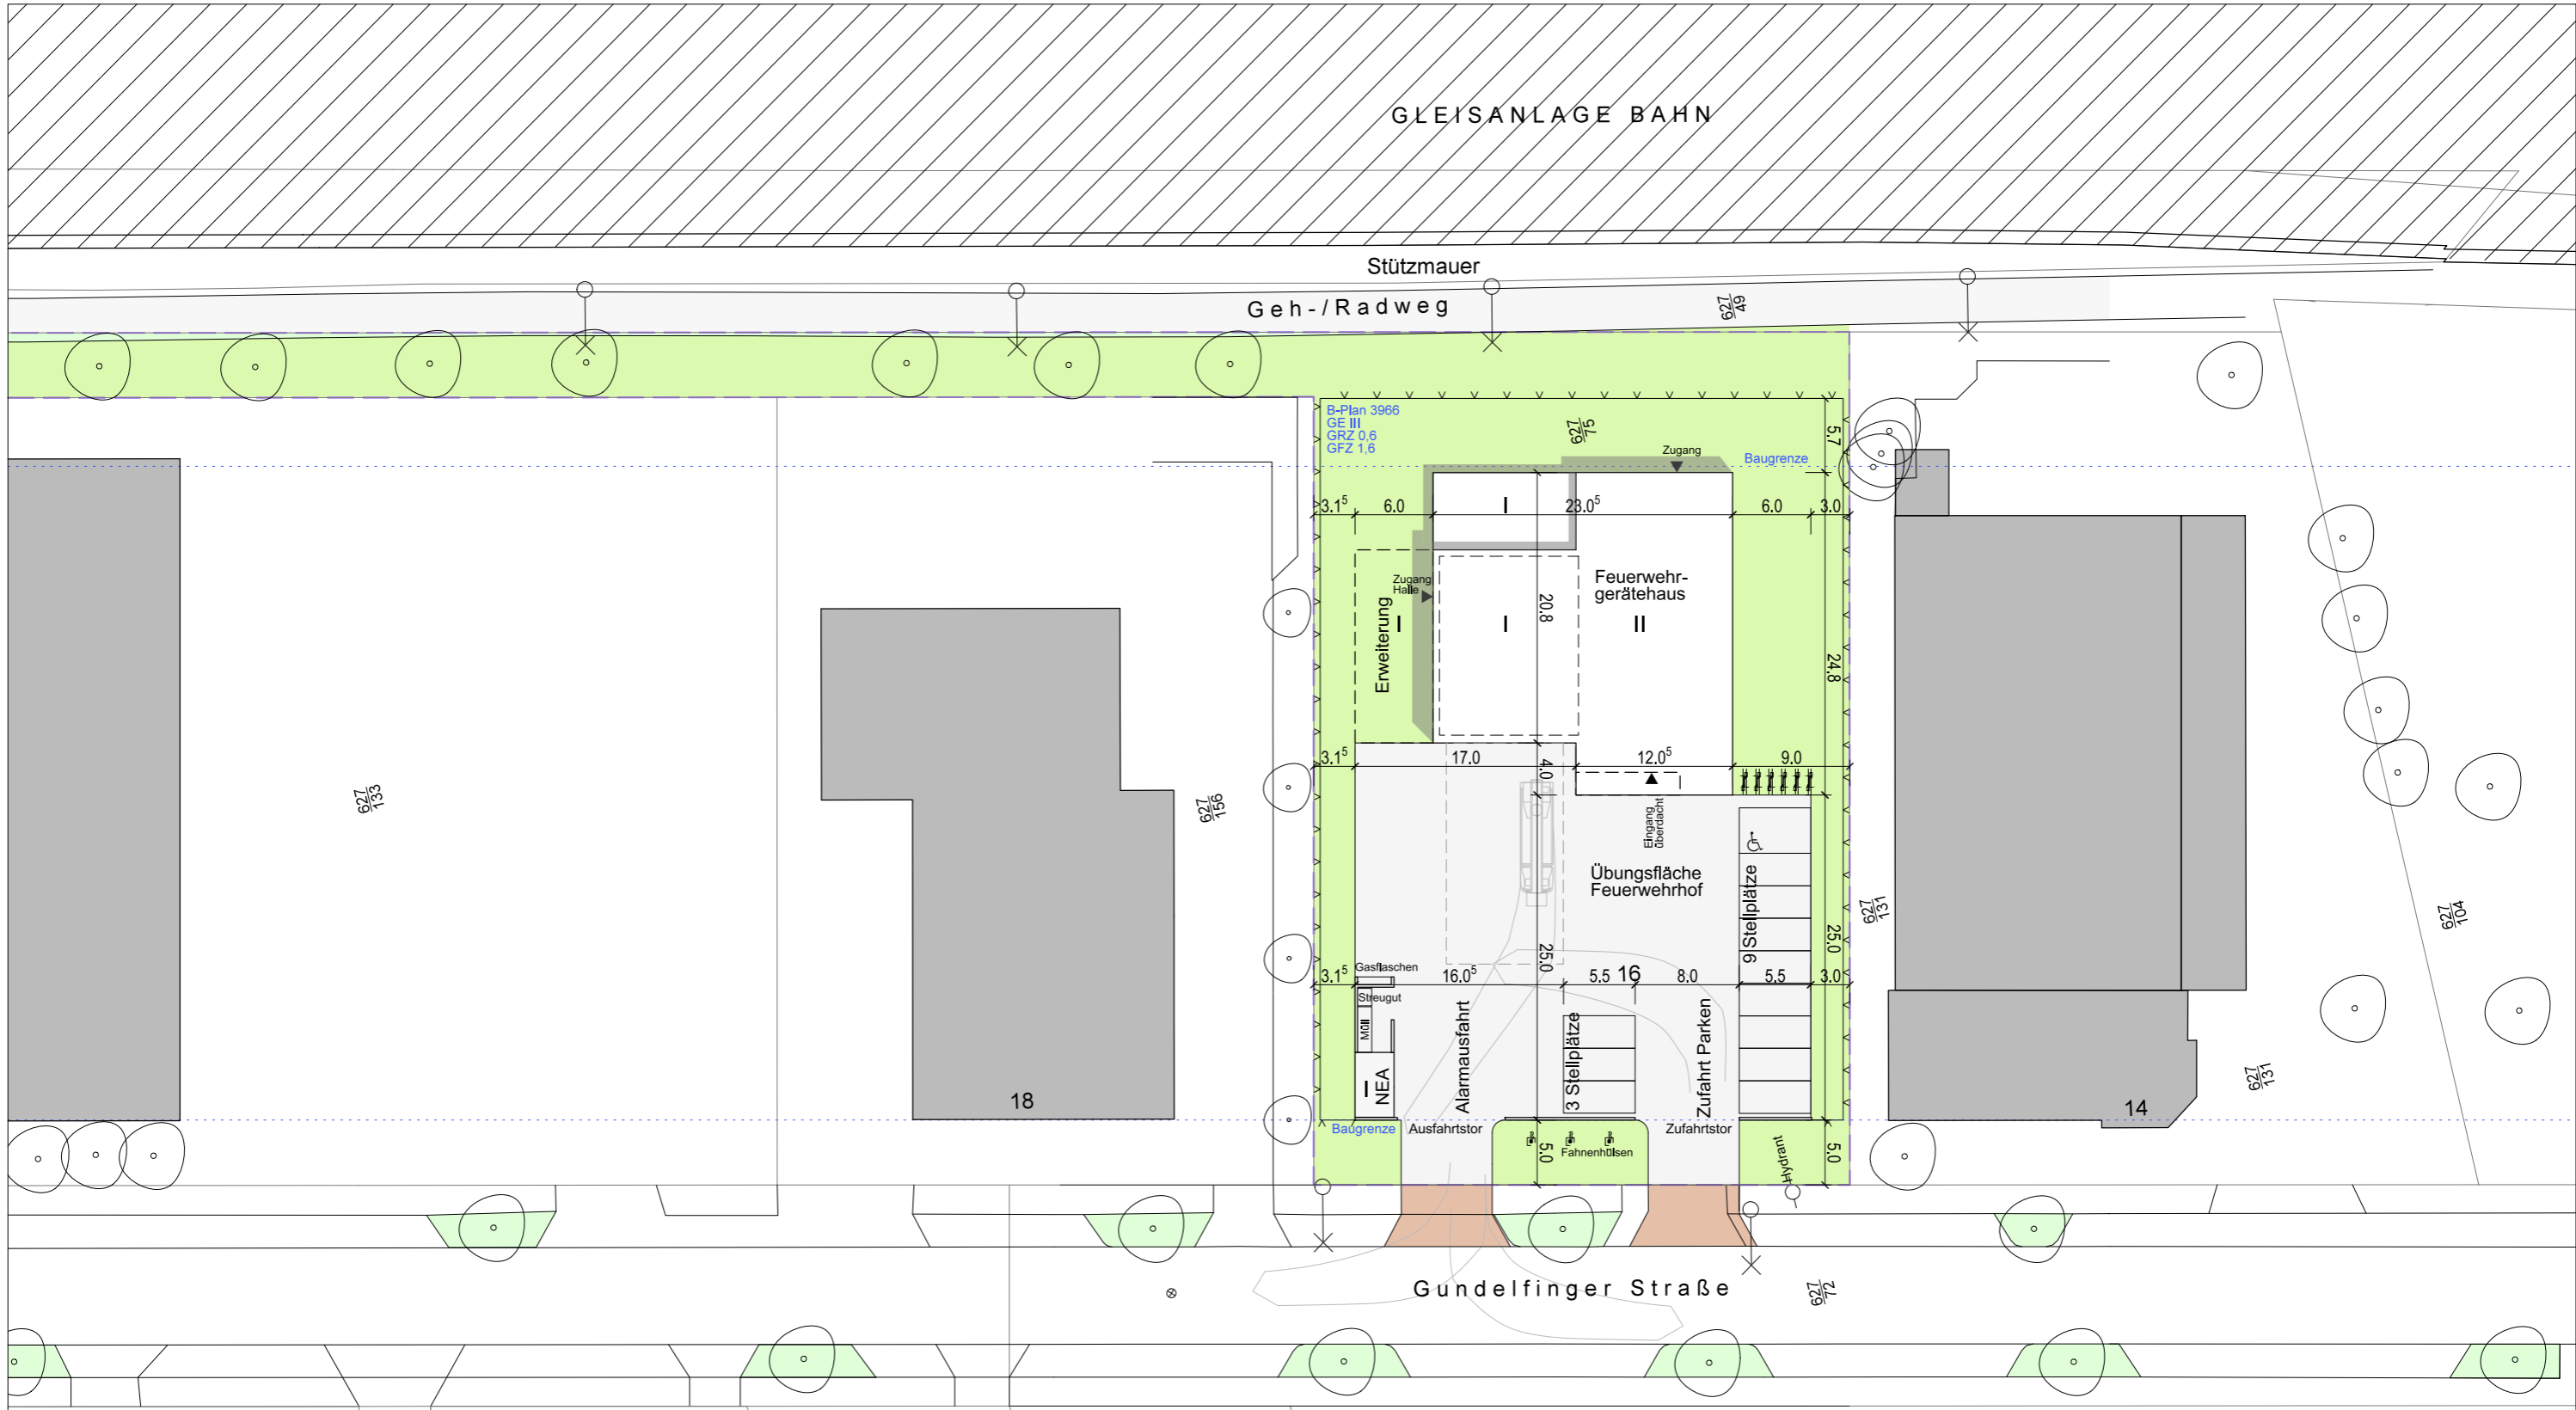 GLEISANLAGE BAHN
Stützmauer
Geh-/Radweg
627
49
B-Plan 3966
GE III
GRZ 0,6
GFZ 1,6
627
75
5.7
Zugang
Baugrenze
3.1⁵
6.0
I
23.0⁵
6.0
3.0
Zugang
Halle
Erweiterung
I
I
20.8
Feuerwehr-
gerätehaus
II
24.8
3.1⁵
17.0
4.0
12.0⁵
9.0
627
133
627
156
Eingang
überdacht
Übungsfläche
Feuerwehrhof
9 Stellplätze
627
131
627
104
25.0
25.0
Gasflaschen
3.1⁵
16.0⁵
5.5
16
8.0
5.5
3.0
Streugut
Müll
I
NEA
Alarmausfahrt
3 Stellplätze
Zufahrt Parken
18
14
627
131
Baugrenze
Ausfahrtstor
Zufahrtstor
5.0
Fahnenhülsen
Hydrant
5.0
Gundelfinger Straße
627
72